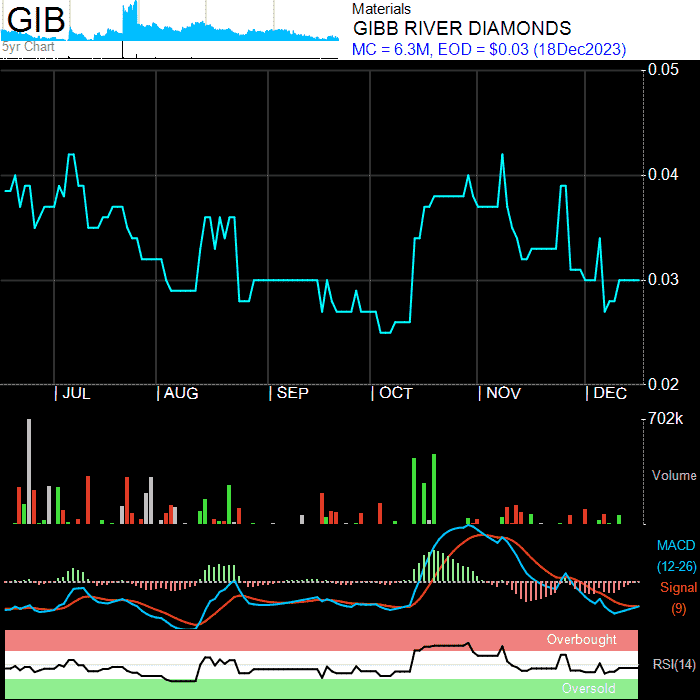 GIB
5yr Chart
Materials
GIBB RIVER DIAMONDS
MC = 6.3M, EOD = $0.03 (18Dec2023)
0.05
0.04
0.03
0.02
JUL AUG SEP OCT NOV DEC
702k
Volume
MACD
(12-26)
Signal
(9)
Overbought
RSI(14)
Oversold